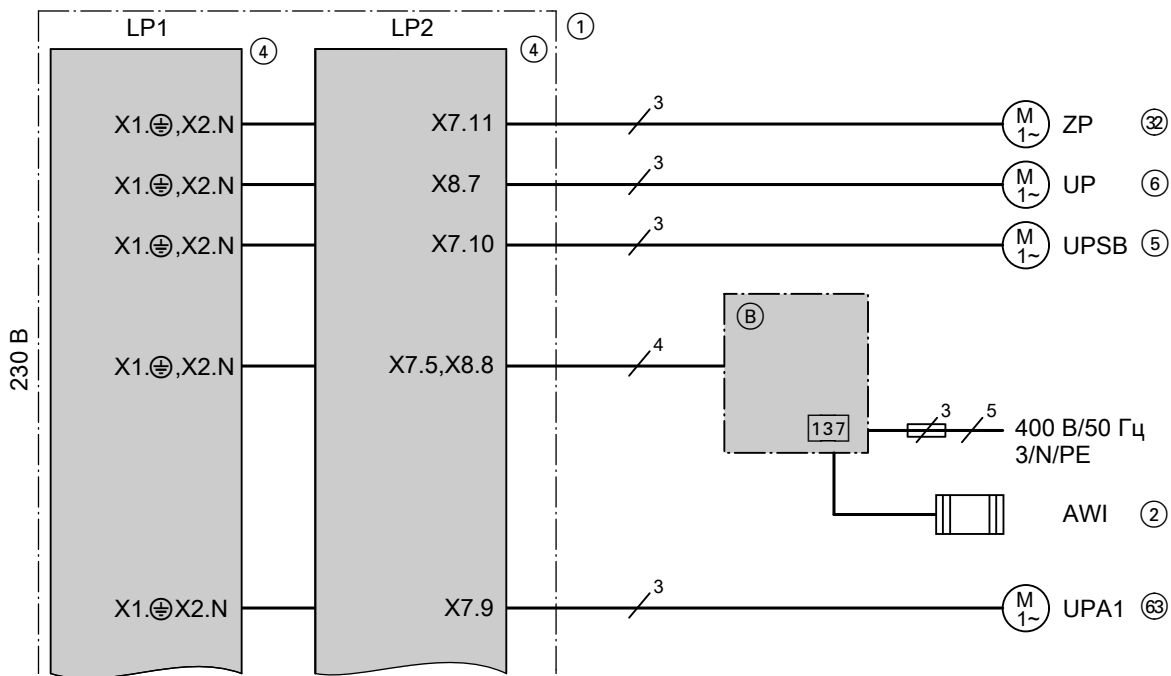 LP1 LP2 ①
④ ④
X1.⏚,X2.N X7.11 3 M 1~ ZP ㉜
X1.⏚,X2.N X8.7 3 M 1~ UP ⑥
X1.⏚,X2.N X7.10 3 M 1~ UPSB ⑤
Ⓑ
230 В
X1.⏚,X2.N X7.5,X8.8 4
137 3 5 400 В/50 Гц
3/N/PE
AWI ②
X1.⏚X2.N X7.9 3 M 1~ UPA1 63